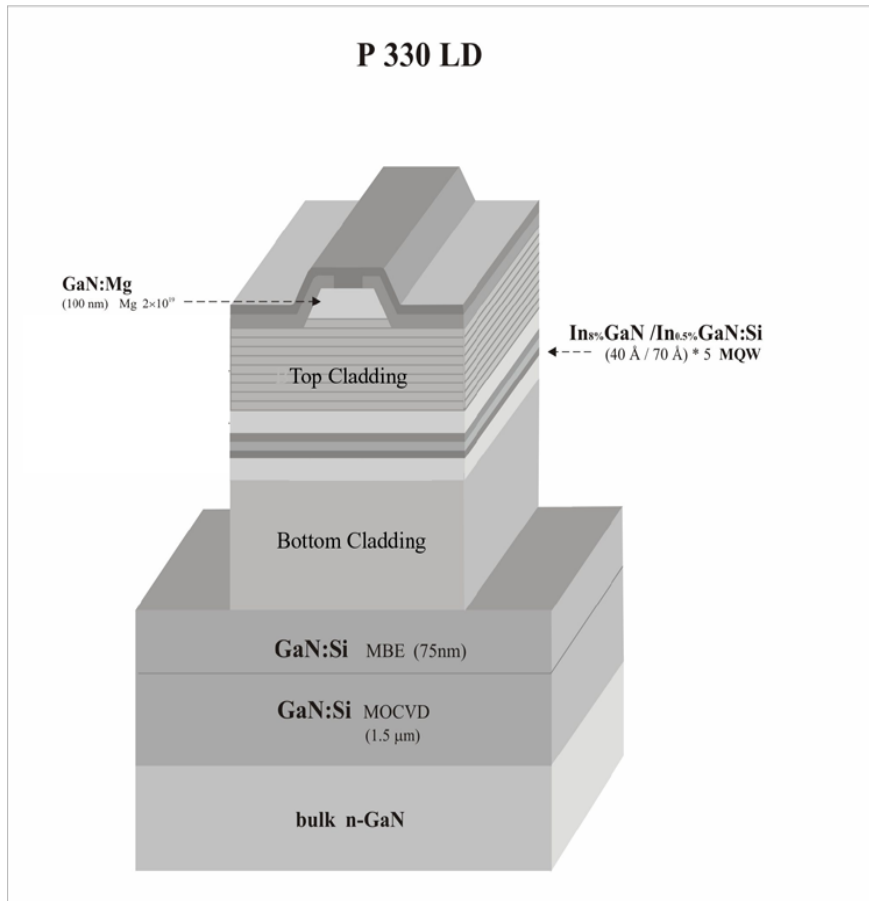 P 330 LD
GaN:Mg
(100 nm) Mg 2×10¹⁹
In₈%GaN /In₀.₅%GaN:Si
(40 Å / 70 Å) * 5 MQW
Top Cladding
Bottom Cladding
GaN:Si MBE (75nm)
GaN:Si MOCVD
(1.5 μm)
bulk n-GaN